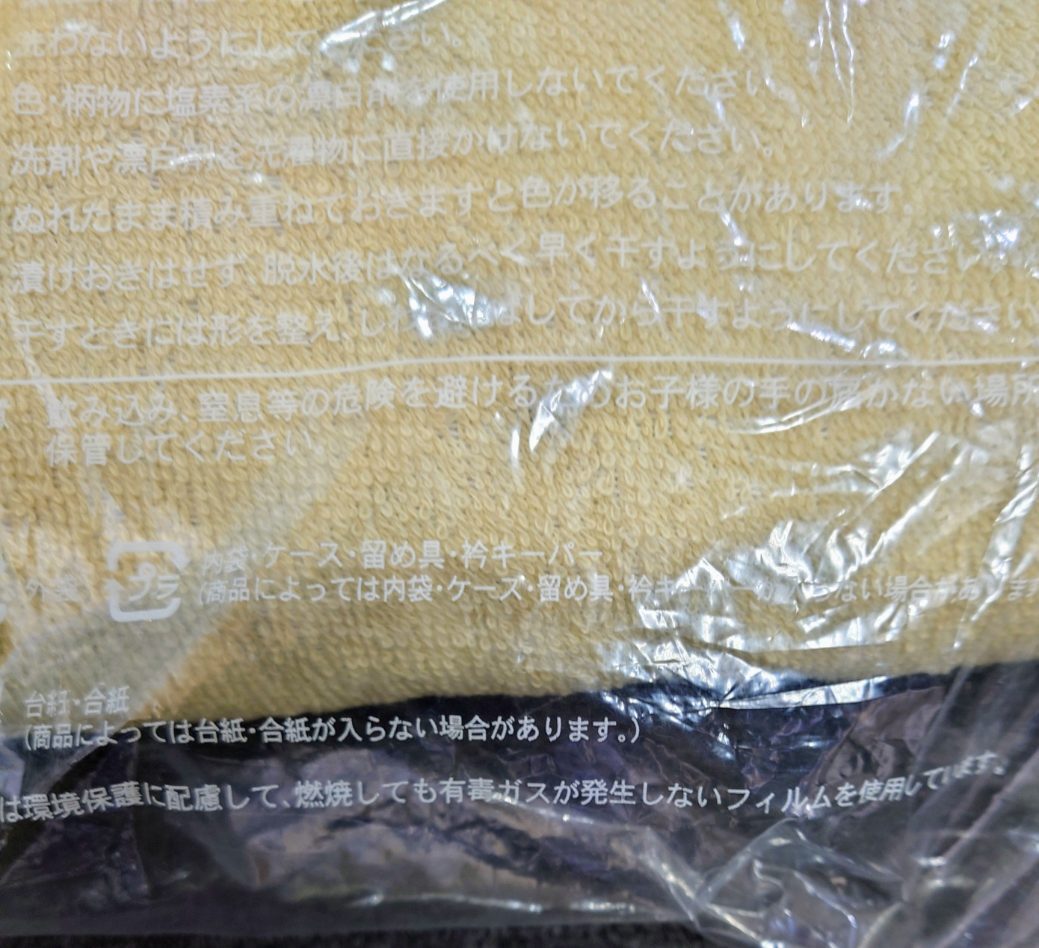 洗わないようにしてください。
色・柄物に塩素系の漂白剤を使用しないでください
洗剤や漂白剤を洗濯物に直接かけないでください。
ぬれたまま積み重ねておきますと色が移ることがあります。
漬けおきはせず、脱水後はなるべく早く干すようにしてください
干すときには形を整え、してから干すようにしてください
飲み込み、窒息等の危険を避けるためお子様の手の届かない場所
保管してください。
外袋
プラ
内袋・ケース・留め具・衿キーパー
(商品によっては内袋・ケース・留め具・衿キーパーが入らない場合があります
台紙・合紙
(商品によっては台紙・合紙が入らない場合があります。)
は環境保護に配慮して、燃焼しても有毒ガスが発生しないフィルムを使用しています。